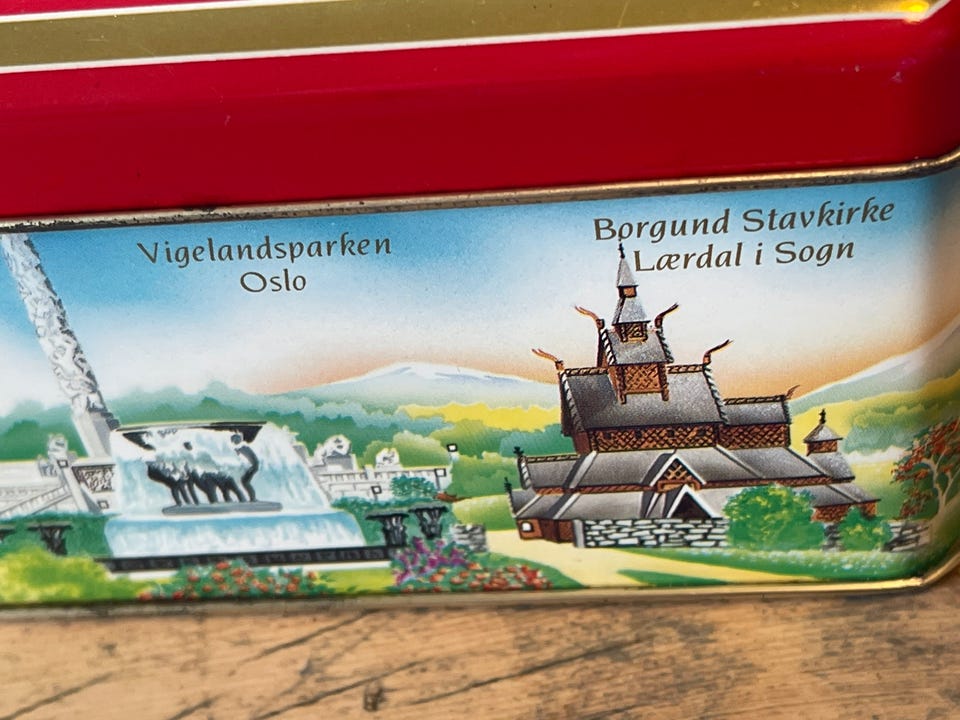 Vigelandsparken
Oslo
Borgund Stavkirke
Lærdal i Sogn